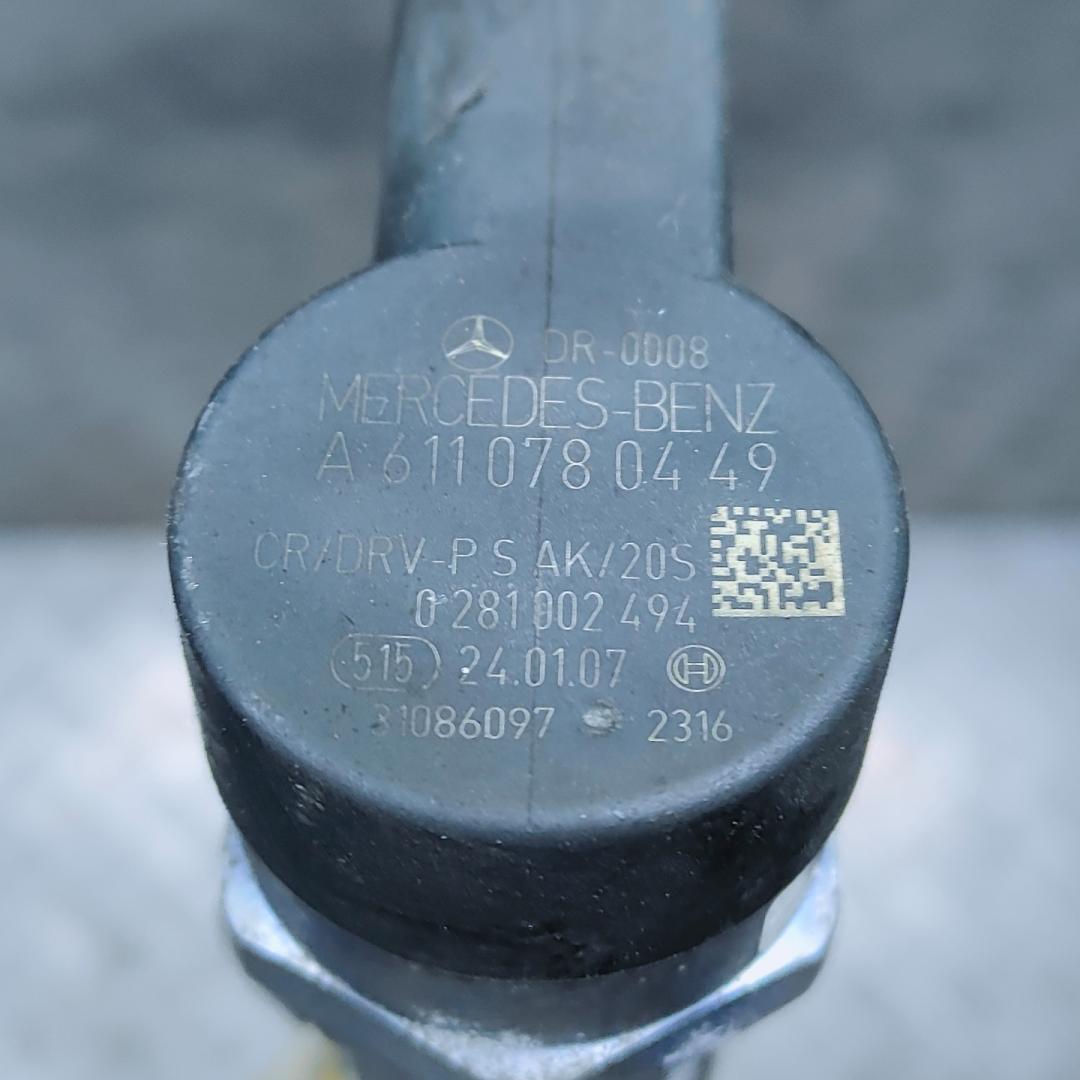 DR-0008
MERCEDES-BENZ
A 611 078 04 49
CR/DRV-P S AK/20S
0 281 002 494
515 24.01.07
31086097 2316